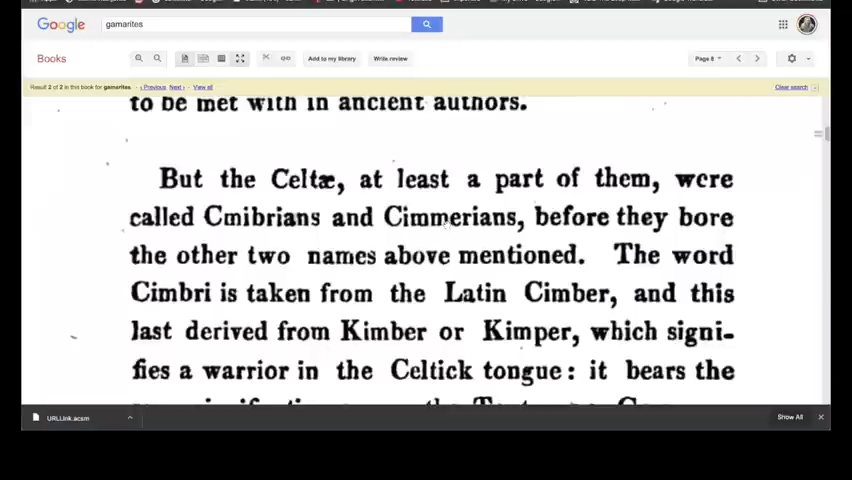 Google
gamarites
Books
Add to my library
Write review
Page 8
Result 2 of 2 in this book for gamarites
‹ Previous Next › View all
Clear search
to be met with in ancient authors.
But the Celtæ, at least a part of them, were
called Cmibrians and Cimmerians, before they bore
the other two names above mentioned. The word
Cimbri is taken from the Latin Cimber, and this
last derived from Kimber or Kimper, which signi-
fies a warrior in the Celtick tongue: it bears the
URLLink.acsm
Show All